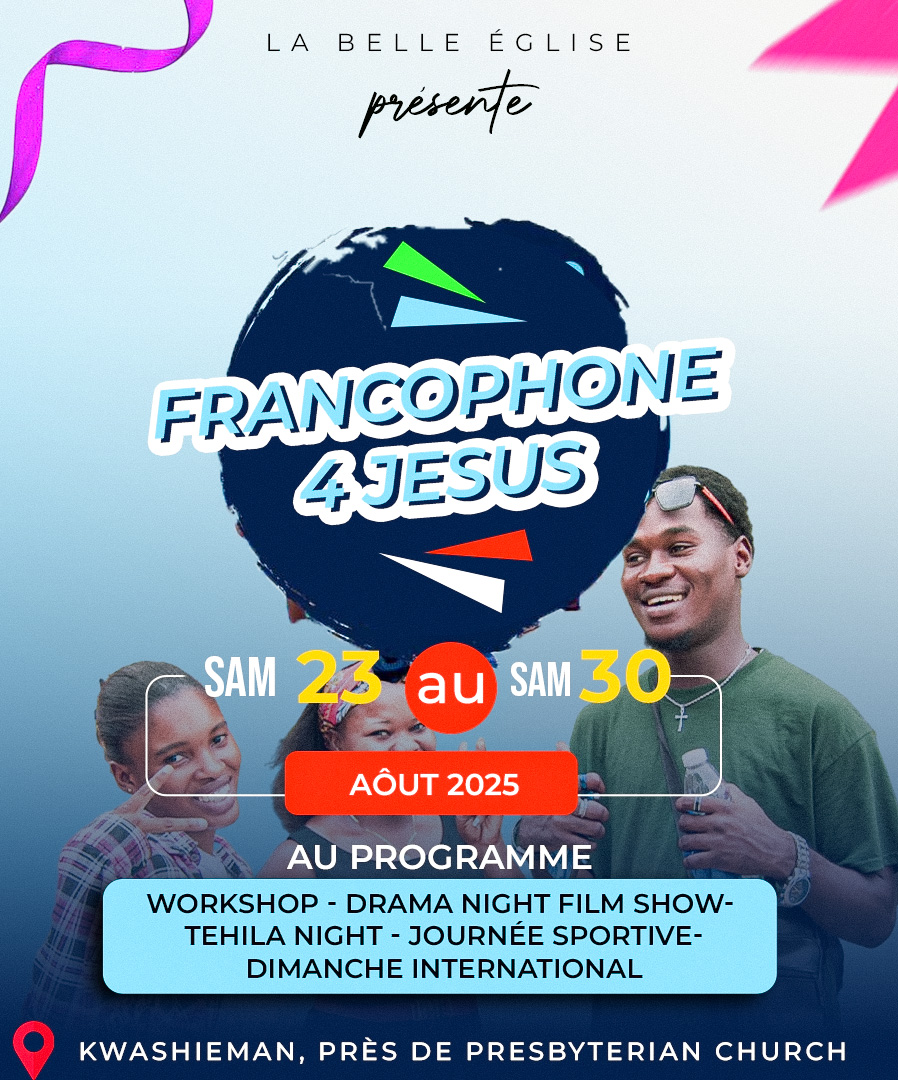 LA BELLE ÉGLISE
présente
FRANCOPHONE
4 JESUS
SAM 23 au SAM 30
AÔUT 2025
AU PROGRAMME
WORKSHOP - DRAMA NIGHT FILM SHOW-
TEHILA NIGHT - JOURNÉE SPORTIVE-
DIMANCHE INTERNATIONAL
KWASHIEMAN, PRÈS DE PRESBYTERIAN CHURCH